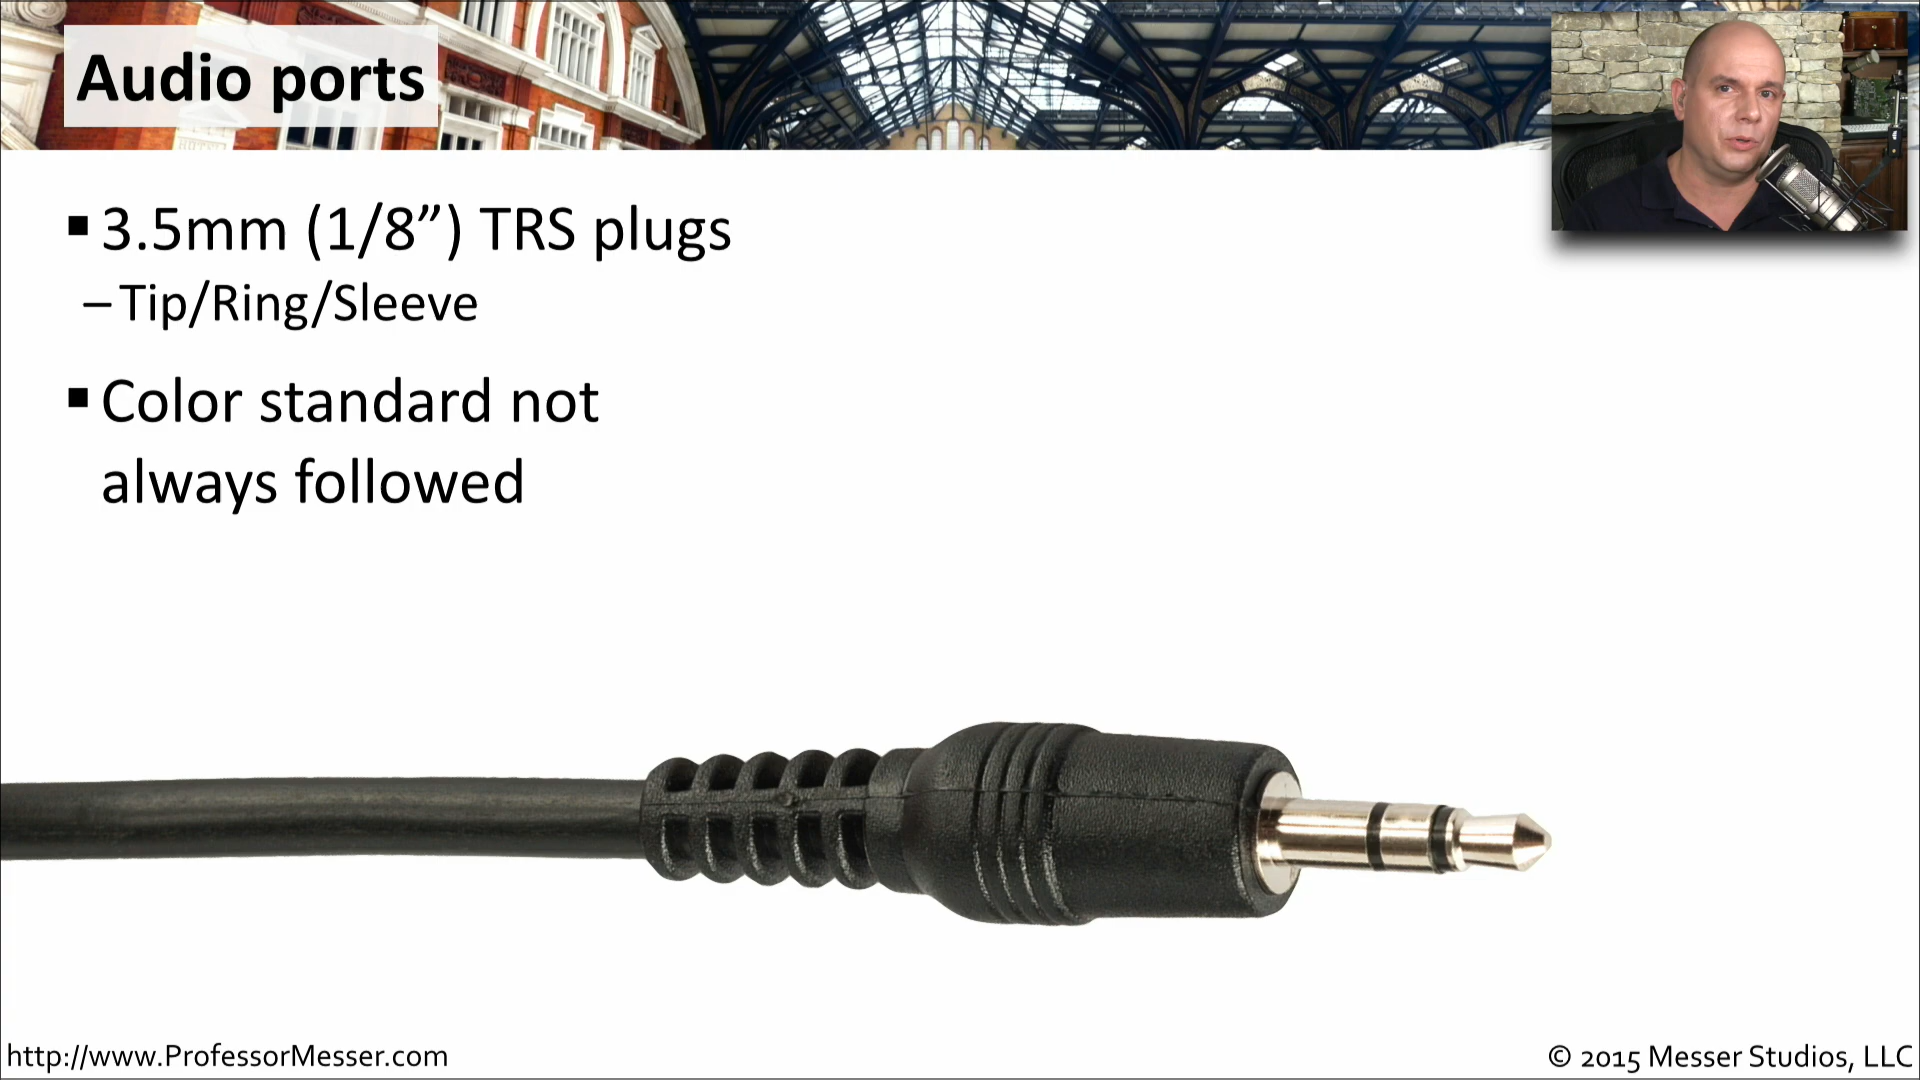 Audio ports
▪ 3.5mm (1/8”) TRS plugs
– Tip/Ring/Sleeve
▪ Color standard not
always followed
http://www.ProfessorMesser.com
© 2015 Messer Studios, LLC